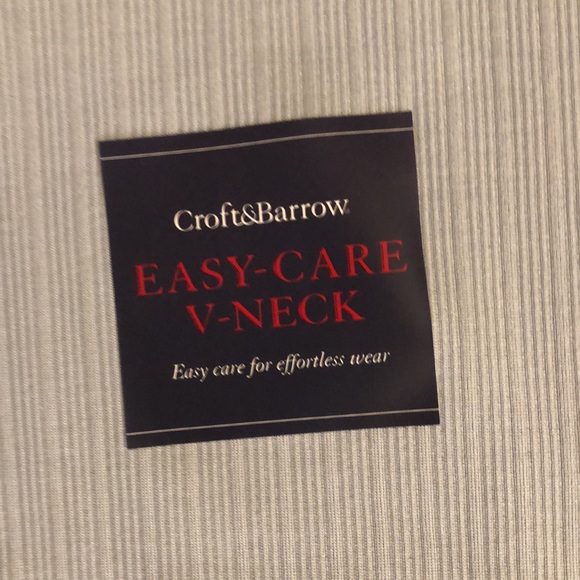 Croft&Barrow
EASY-CARE
V-NECK
Easy care for effortless wear